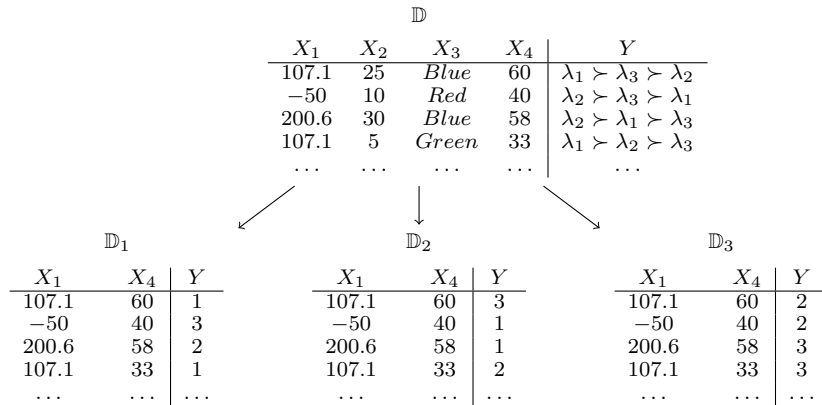 𝔻
X₁ X₂ X₃ X₄ Y
107.1 25 Blue 60 λ₁ ≻ λ₃ ≻ λ₂
−50 10 Red 40 λ₂ ≻ λ₃ ≻ λ₁
200.6 30 Blue 58 λ₂ ≻ λ₁ ≻ λ₃
107.1 5 Green 33 λ₁ ≻ λ₂ ≻ λ₃
... ... ... ... ...
𝔻₁ 𝔻₂ 𝔻₃
X₁ X₄ Y X₁ X₄ Y X₁ X₄ Y
107.1 60 1 107.1 60 3 107.1 60 2
−50 40 3 −50 40 1 −50 40 2
200.6 58 2 200.6 58 1 200.6 58 3
107.1 33 1 107.1 33 2 107.1 33 3
... ... ... ... ... ... ... ... ...